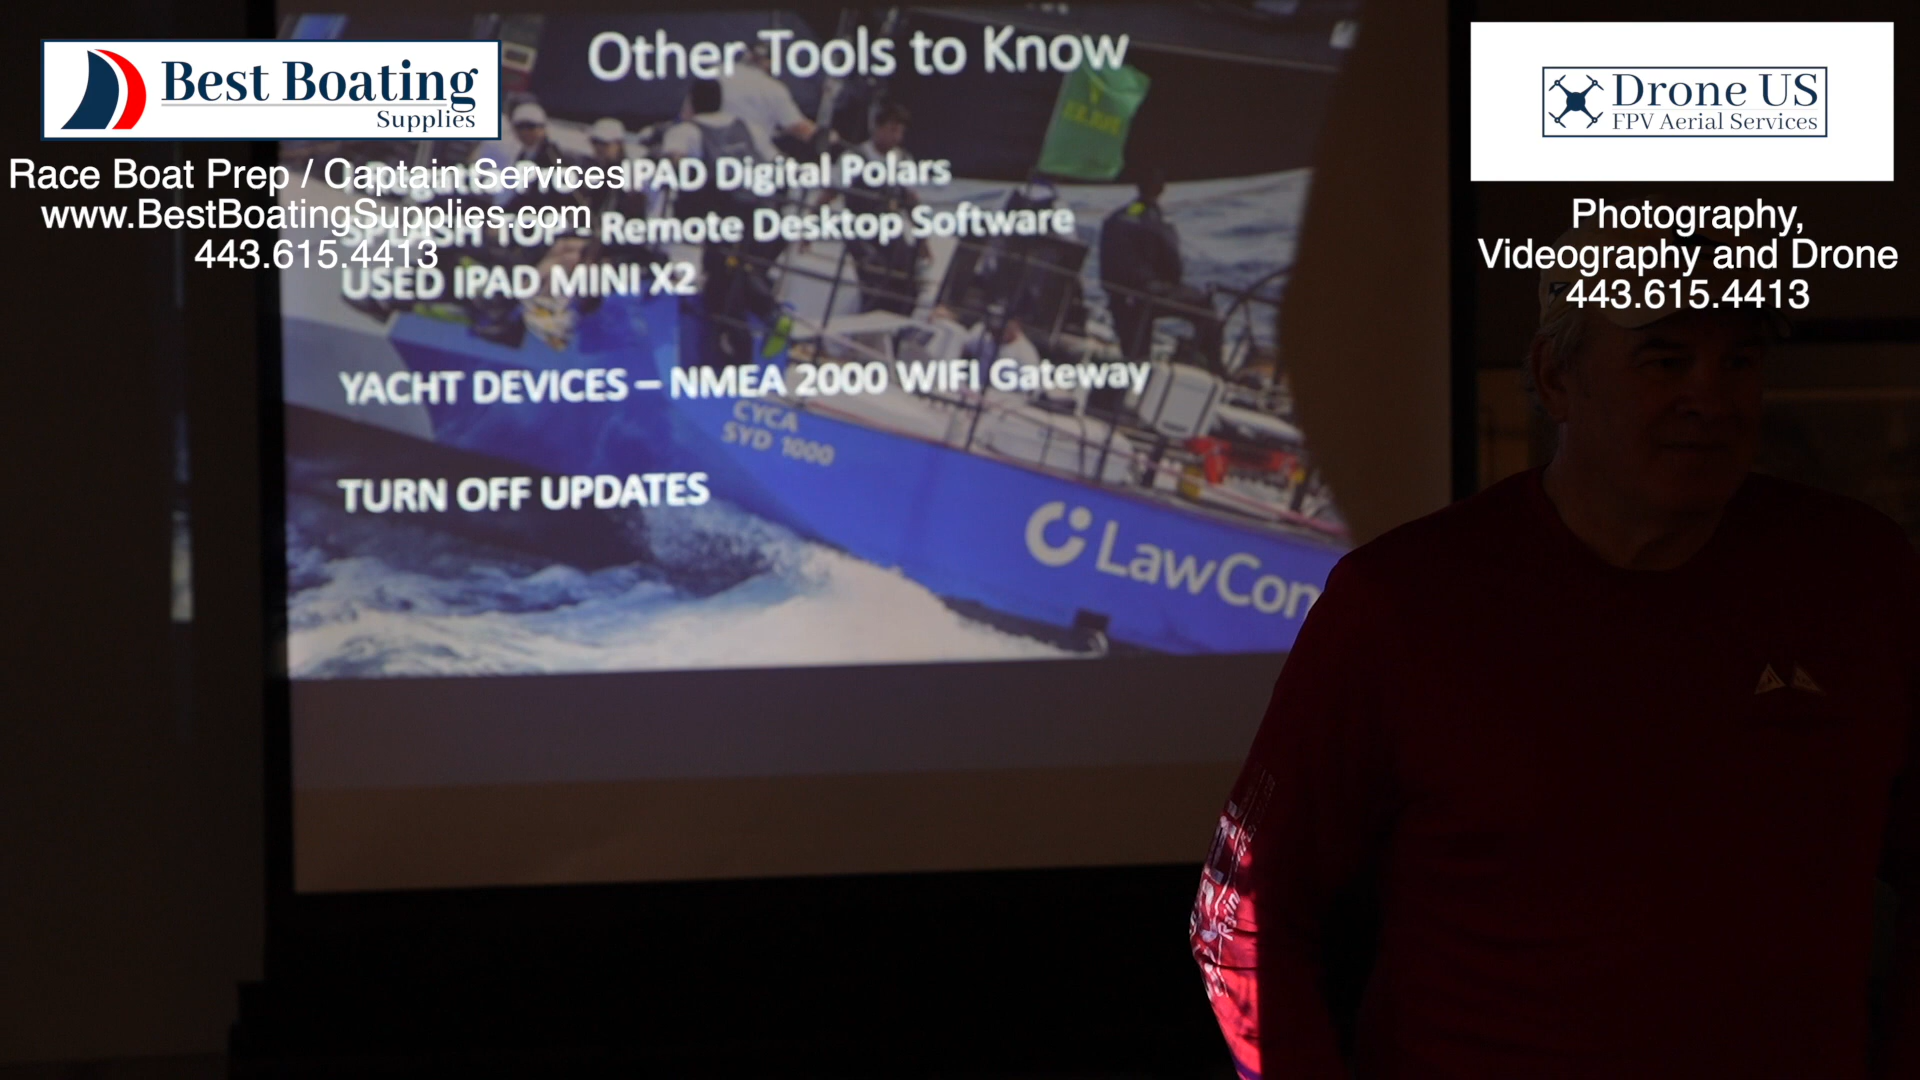 Other Tools to Know
Best Boating
Supplies
Race Boat Prep / Captain Services
www.BestBoatingSupplies.com
443.615.4413
Drone US
FPV Aerial Services
Photography,
Videography and Drone
443.615.4413
IPAD Digital Polars
TOP - Remote Desktop Software
USED IPAD MINI X2
YACHT DEVICES – NMEA 2000 WIFI Gateway
CYCA
SYD 1000
TURN OFF UPDATES
LawCon